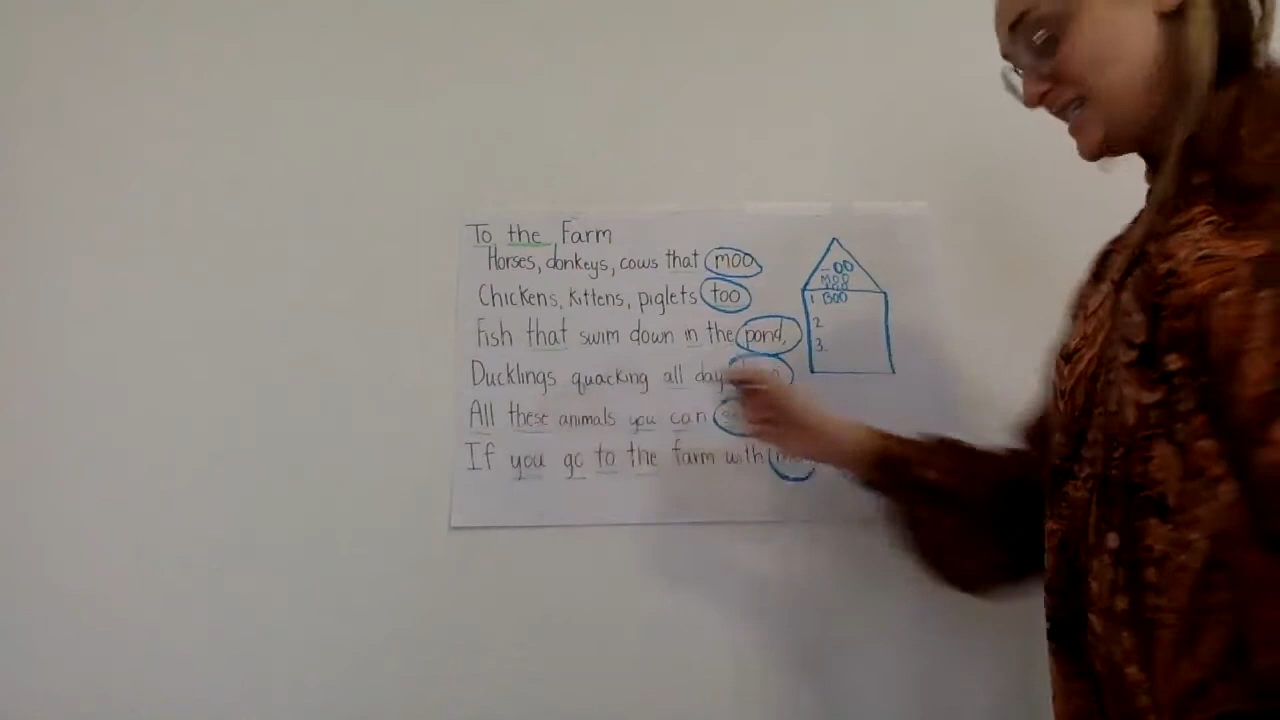 To the Farm
Horses, donkeys, cows that moo
Chickens, kittens, piglets too
Fish that swim down in the pond,
Ducklings quacking all day
All these animals you can
If you go to the farm with
_oo
moo
1 Boo
2
3.